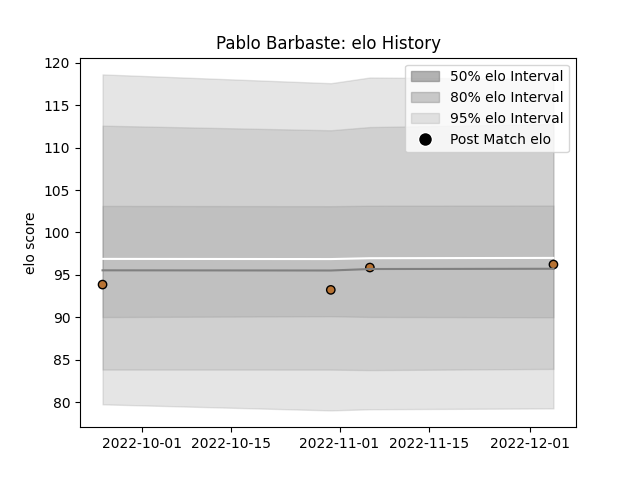 Pablo Barbaste: elo History
120
115
110
105
100
95
90
85
80
elo score
50% elo Interval
80% elo Interval
95% elo Interval
Post Match elo
2022-10-01 2022-10-15 2022-11-01 2022-11-15 2022-12-01